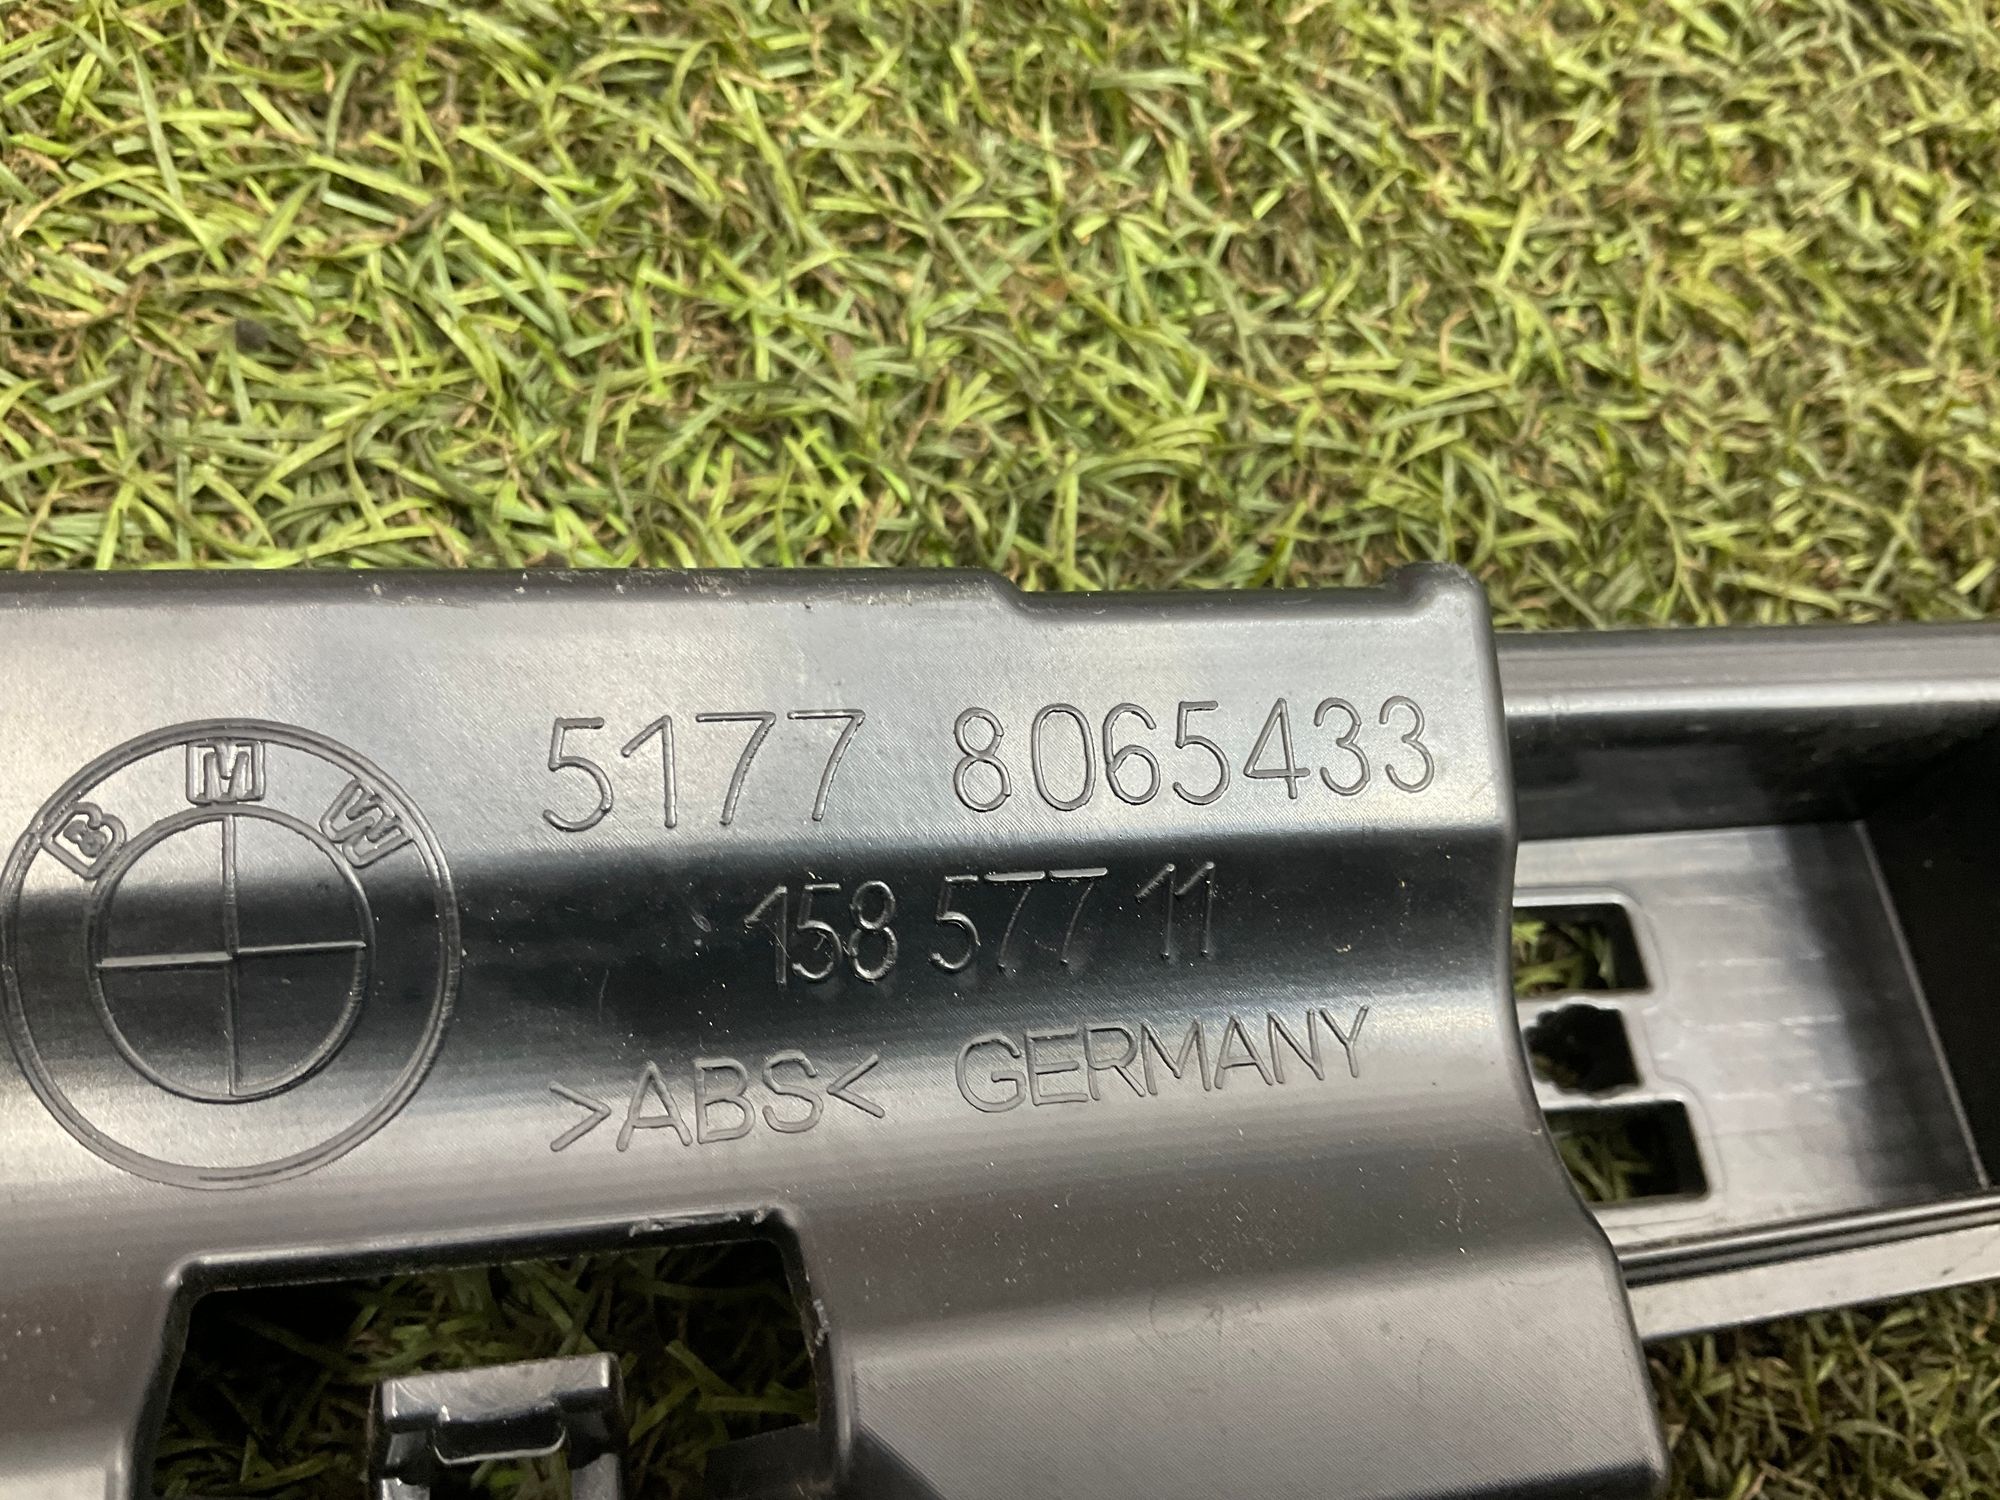 BMW
5177 8065433
158 577 11
>ABS< GERMANY